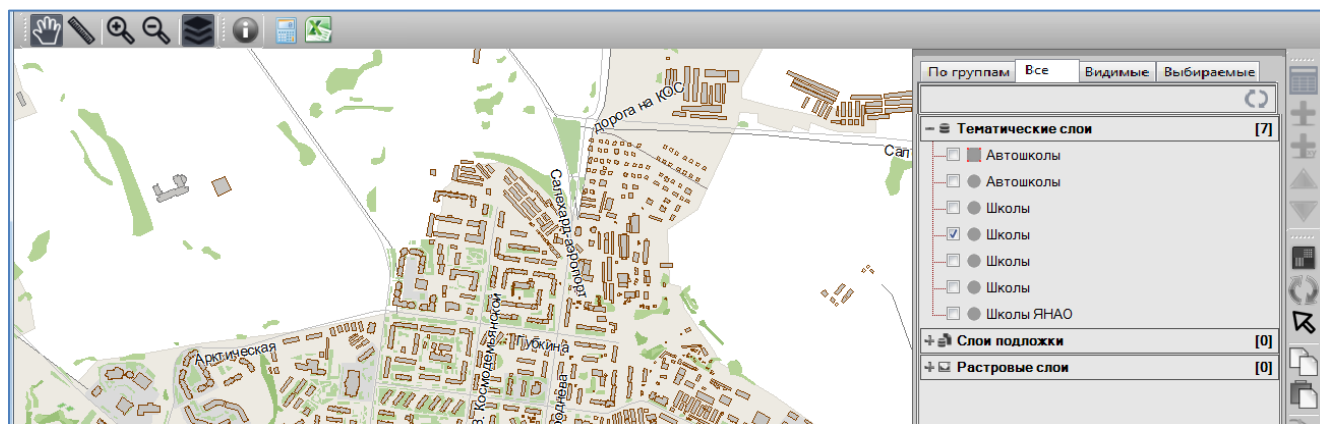 По группам Все Видимые Выбираемые
Тематические слои [7]
Автошколы
Автошколы
Школы
Школы
Школы
Школы
Школы ЯНАО
Слои подложки [0]
Растровые слои [0]
дорога на КОС
Салехард-аэропорт
Арктическая
Губкина
З. Космодемьянской